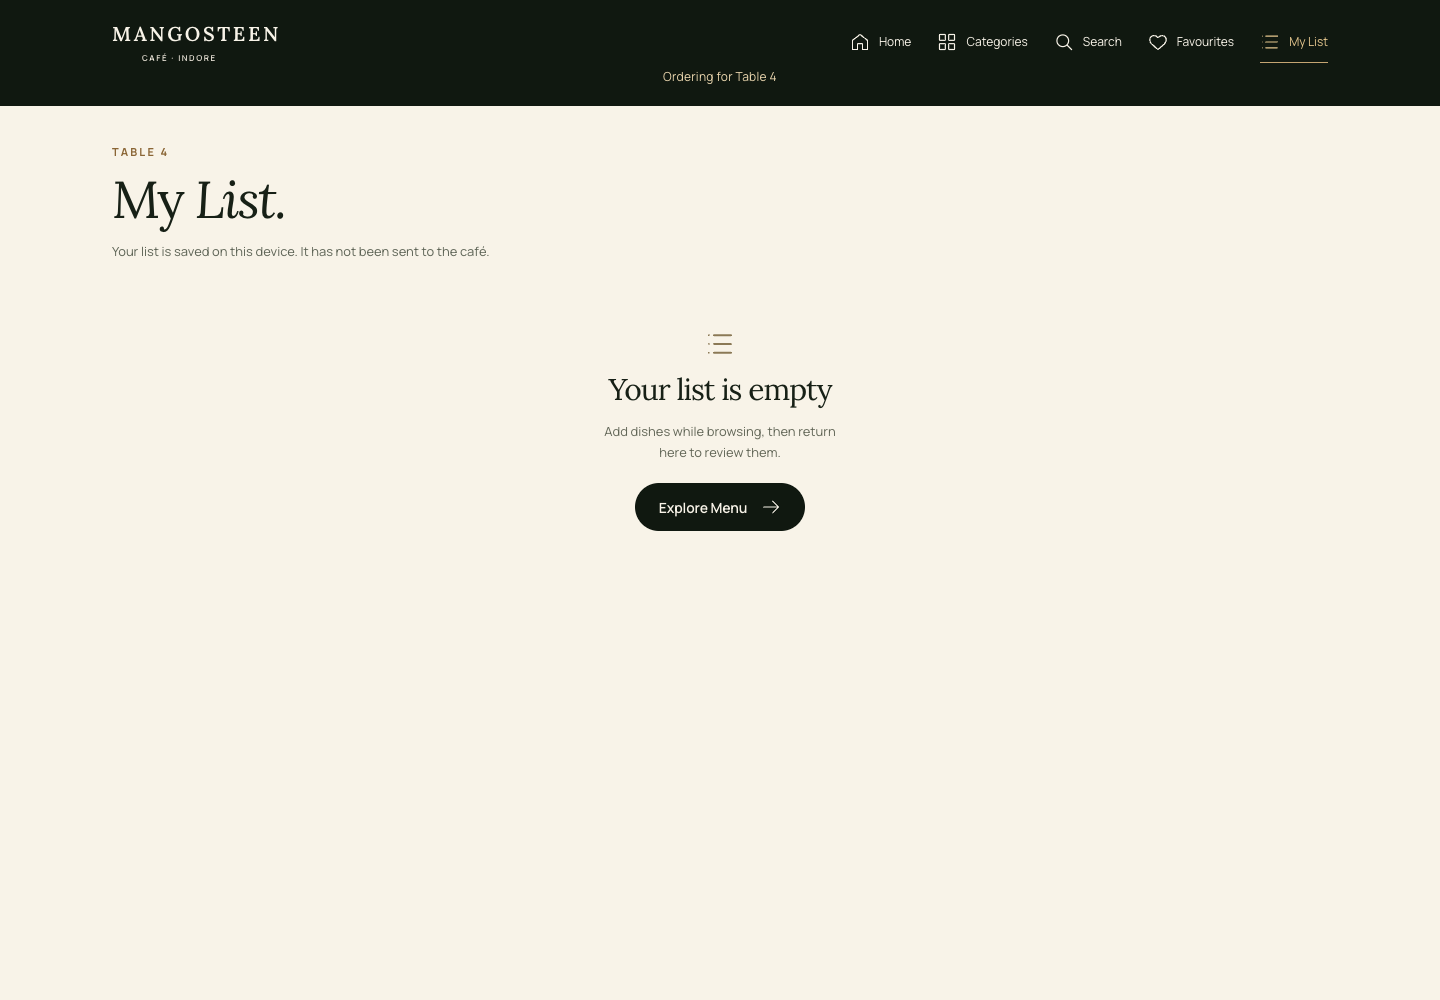 MANGOSTEEN
CAFÉ · INDORE
Home
Categories
Search
Favourites
My List
Ordering for Table 4
TABLE 4
My List.
Your list is saved on this device. It has not been sent to the café.
Your list is empty
Add dishes while browsing, then return
here to review them.
Explore Menu